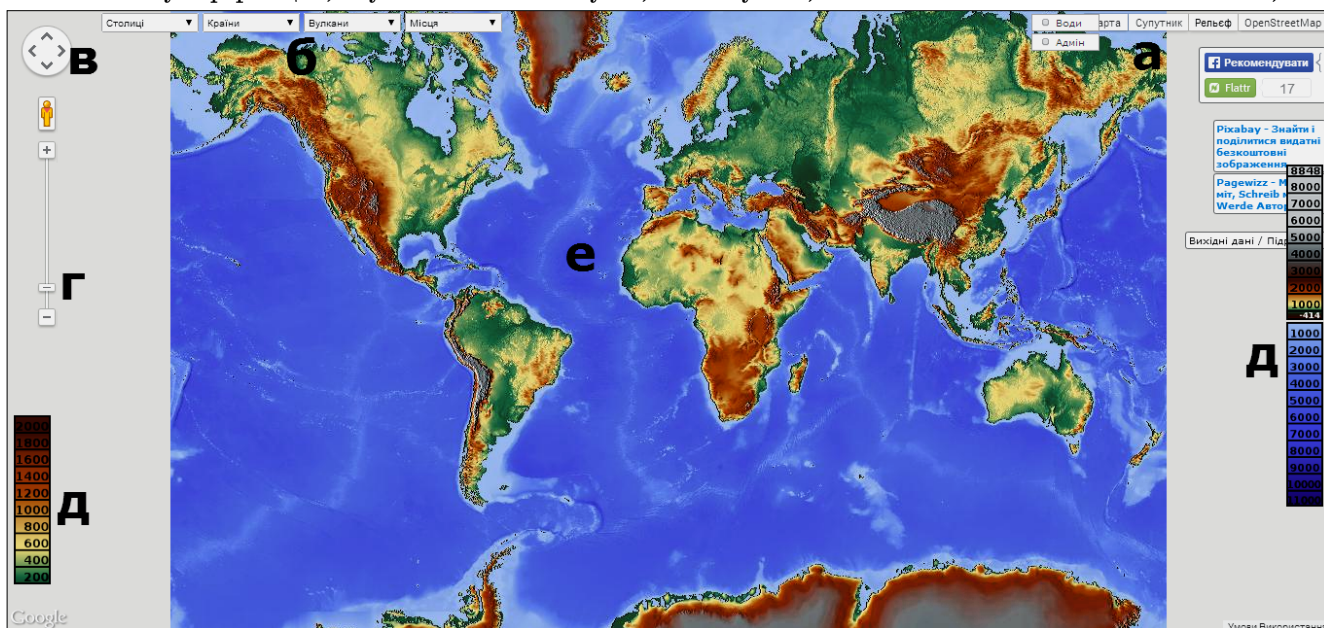 Столиці ▼ Країни ▼ Вулкани ▼ Місця ▼ Води арта Супутник Рельєф OpenStreetMap
Адмін
в б а
Рекомендувати
Flattr 17
Pixabay - Знайти і
поділитися видатні
безкоштовні
зображення
Pagewizz - М
міт, Schreib
Werde Автор
Вихідні дані / Підр
е
г
8848
8000
7000
6000
5000
4000
3000
2000
1000
-414
1000
2000
3000
4000
5000
6000
7000
8000
9000
10000
11000
д
2000
1800
1600
1400
1200
1000
800
600
400
200
д
Google
Умови Використання